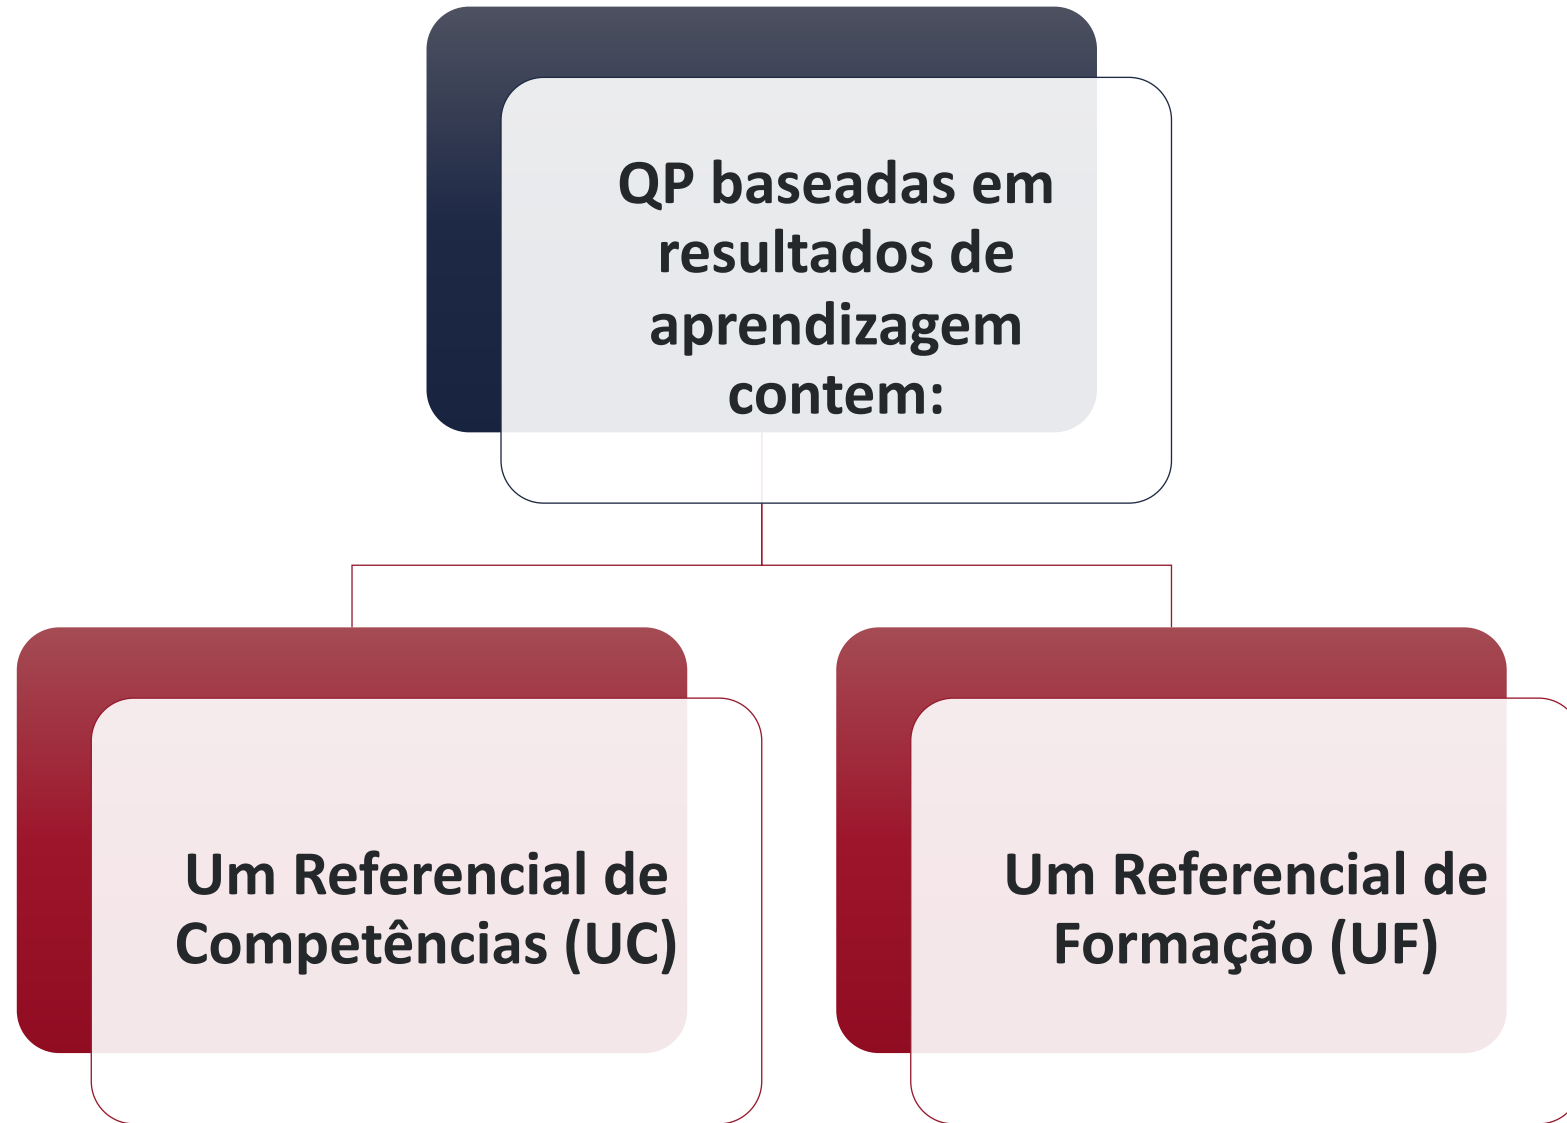 QP baseadas em
resultados de
aprendizagem
contem:
Um Referencial de
Competências (UC)
Um Referencial de
Formação (UF)